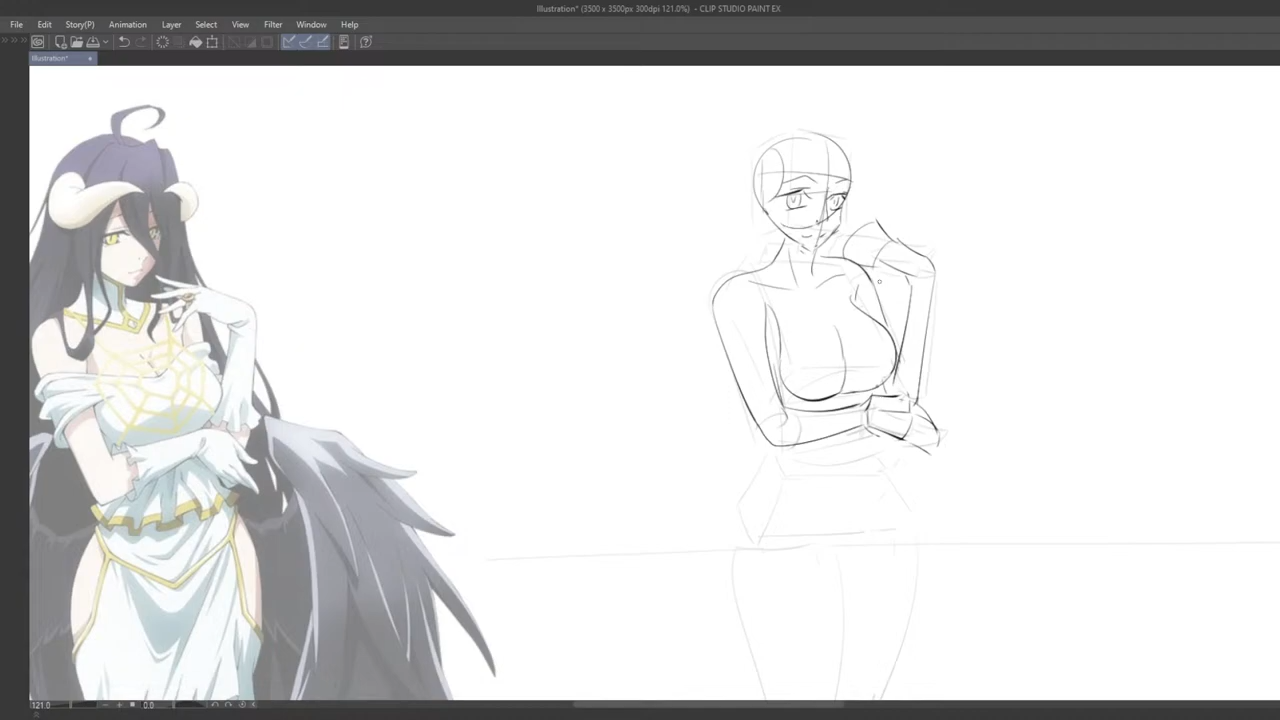 Illustration* (3500 x 3500px 300dpi 121.0%) - CLIP STUDIO PAINT EX
File Edit Story(P) Animation Layer Select View Filter Window Help
Illustration*
121.0 0.0